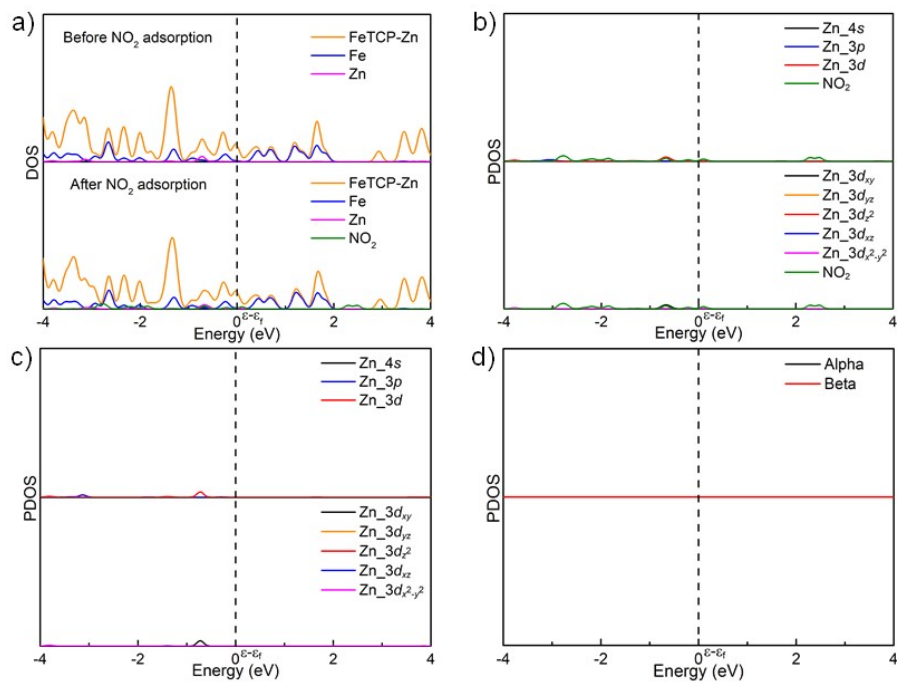 a)
Before NO2 adsorption
FeTCP-Zn
Fe
Zn
After NO2 adsorption
FeTCP-Zn
Fe
Zn
NO2
DOS
-4 -2 0 2 4
ε-εf
Energy (eV)
b)
Zn_4s
Zn_3p
Zn_3d
NO2
Zn_3dxy
Zn_3dyz
Zn_3dz2
Zn_3dxz
Zn_3dx2-y2
NO2
PDOS
-4 -2 0 2 4
ε-εf
Energy (eV)
c)
Zn_4s
Zn_3p
Zn_3d
Zn_3dxy
Zn_3dyz
Zn_3dz2
Zn_3dxz
Zn_3dx2-y2
PDOS
-4 -2 0 2 4
ε-εf
Energy (eV)
d)
Alpha
Beta
PDOS
-4 -2 0 2 4
ε-εf
Energy (eV)